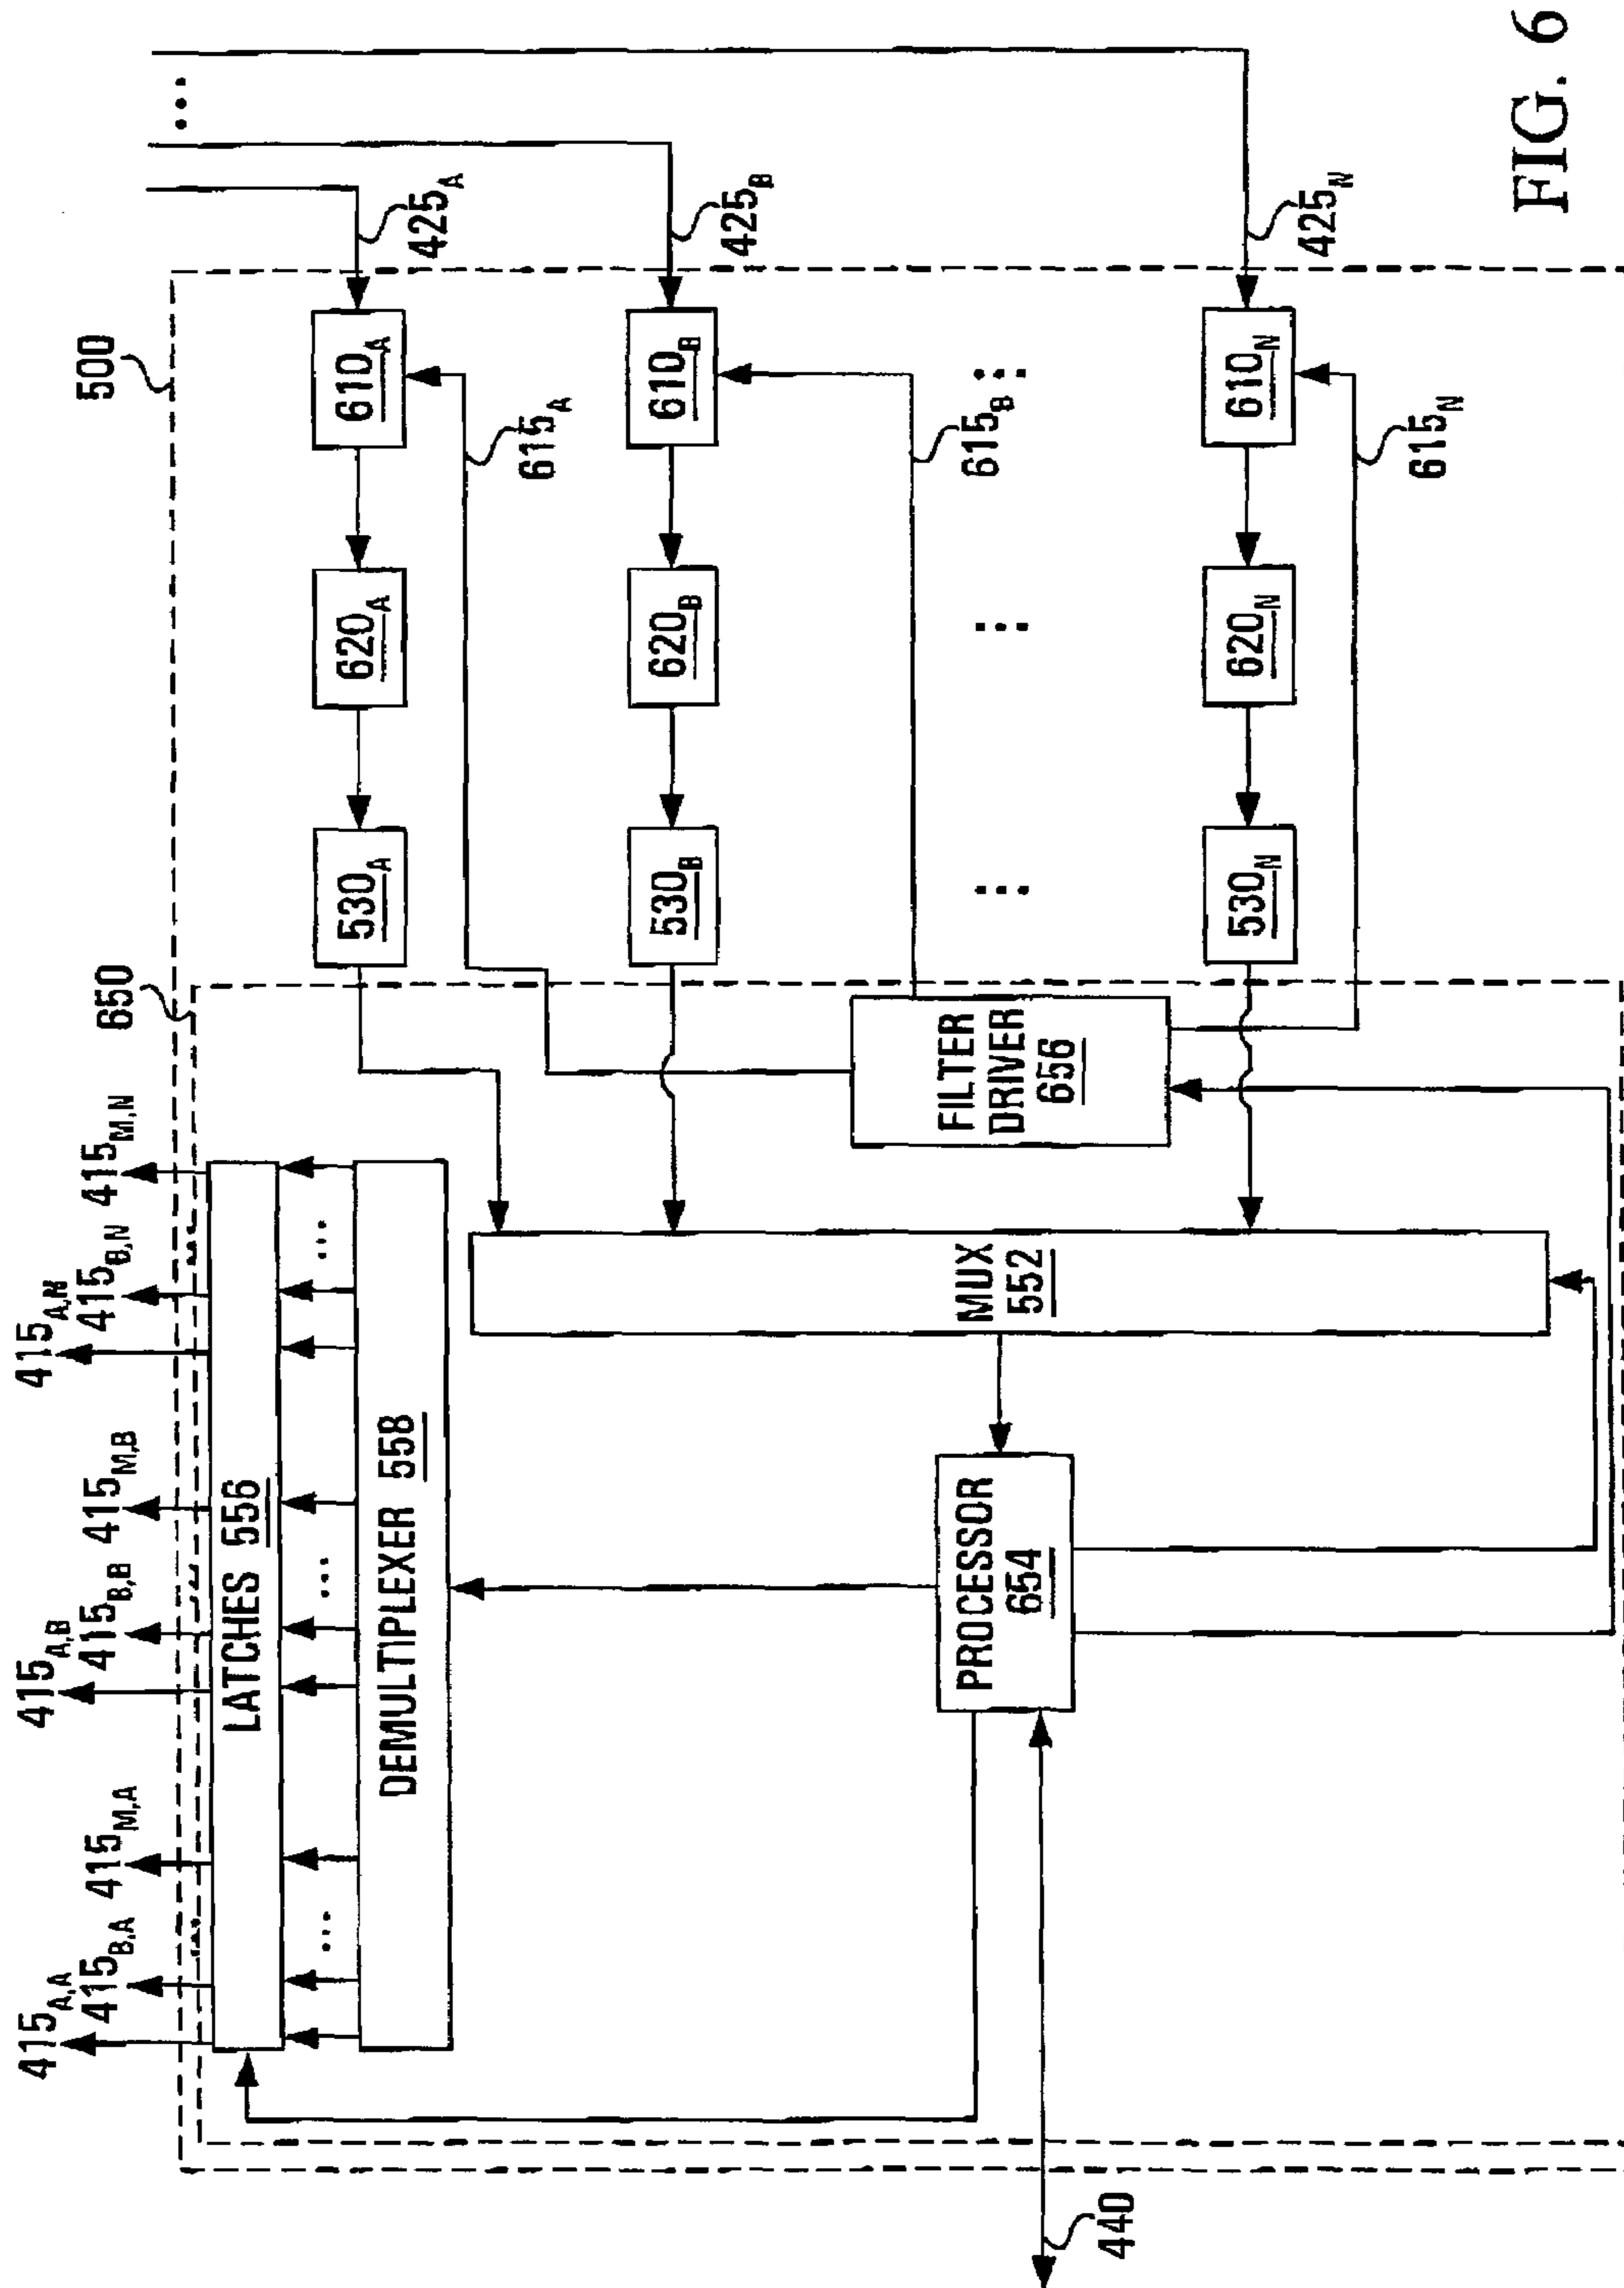 FIG. 6
415A,A
415B,A
415M,A
415A,B
415B,B
415M,B
415A,N
415B,N
415M,N
650
500
LATCHES 556
DEMULTIPLEXER 558
530A
620A
610A
425A
615A
530B
620B
610B
425B
615B
PROCESSOR
654
MUX
552
FILTER
DRIVER
656
440
530N
620N
610N
425N
615N